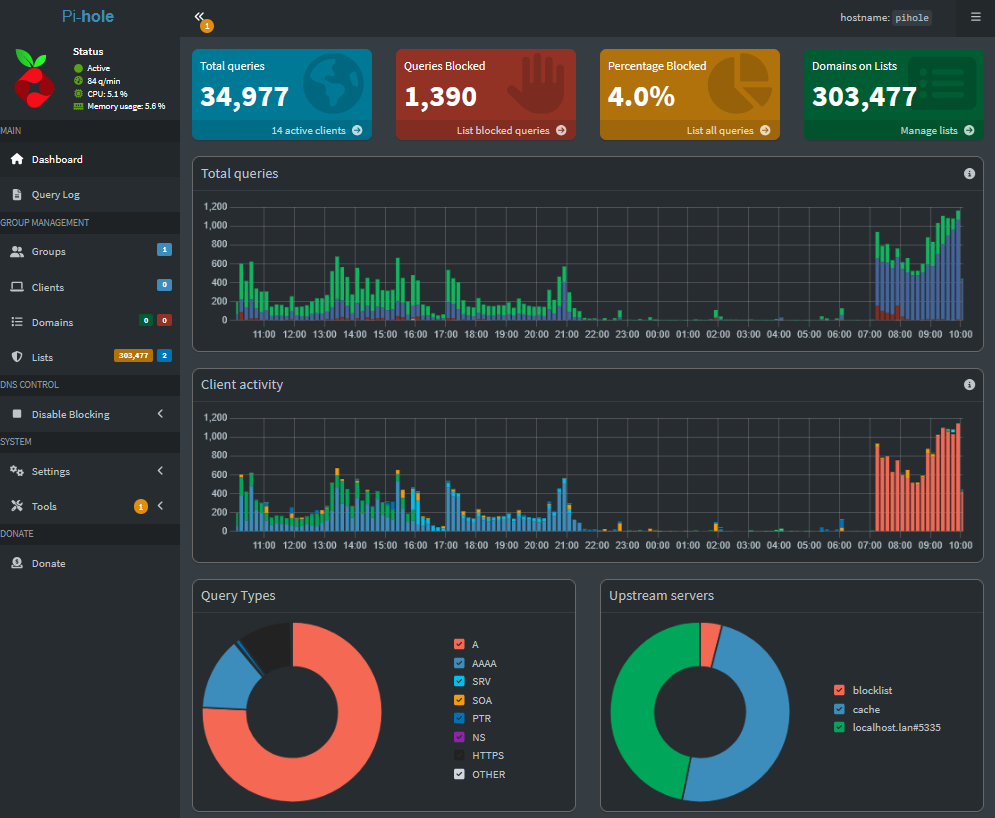 Pi-hole
1
hostname: pihole
Status
Active
84 q/min
CPU: 5.1 %
Memory usage: 5.6 %
MAIN
Dashboard
Query Log
GROUP MANAGEMENT
Groups 1
Clients 0
Domains 0 0
Lists 303,477 2
DNS CONTROL
Disable Blocking
SYSTEM
Settings
Tools 1
DONATE
Donate
Total queries
34,977
14 active clients
Queries Blocked
1,390
List blocked queries
Percentage Blocked
4.0%
List all queries
Domains on Lists
303,477
Manage lists
Total queries
1,200
1,000
800
600
400
200
0
11:00 12:00 13:00 14:00 15:00 16:00 17:00 18:00 19:00 20:00 21:00 22:00 23:00 00:00 01:00 02:00 03:00 04:00 05:00 06:00 07:00 08:00 09:00 10:00
Client activity
1,200
1,000
800
600
400
200
0
11:00 12:00 13:00 14:00 15:00 16:00 17:00 18:00 19:00 20:00 21:00 22:00 23:00 00:00 01:00 02:00 03:00 04:00 05:00 06:00 07:00 08:00 09:00 10:00
Query Types
A
AAAA
SRV
SOA
PTR
NS
HTTPS
OTHER
Upstream servers
blocklist
cache
localhost.lan#5335